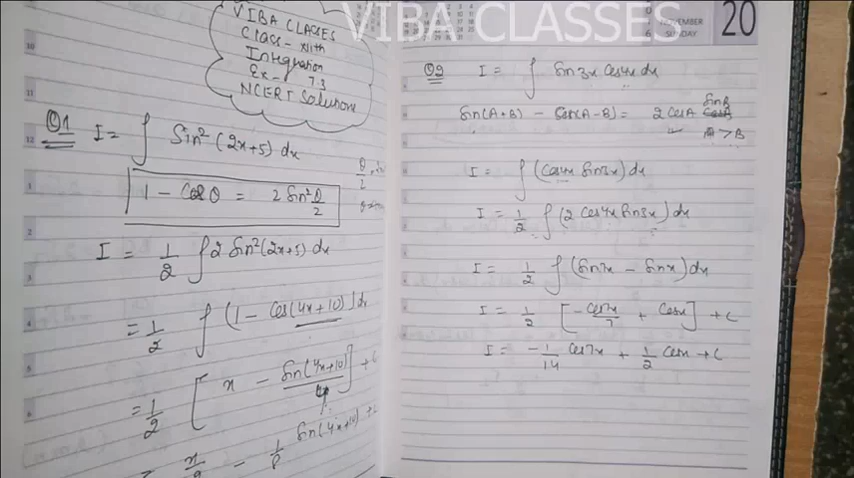 VIBA CLASSES
VIBA CLASSES
Class - XIIth
Integration
Ex - 7.3
NCERT Solutions
Q1 I = ∫ Sin² (2x+5) dx
1 - Cosθ = 2 Sin² θ/2
I = 1/2 ∫ 2 Sin² (2x+5) dx
= 1/2 ∫ (1 - Cos(4x+10)) dx
= 1/2 [x - Sin(4x+10)/4] + C
= x/2 - 1/8 Sin(4x+10) + C
NOVEMBER
SUNDAY
20
Q2 I = ∫ Sin3x Cos4x dx
Sin(A+B) - Sin(A-B) = 2 CosA SinB
A > B
I = ∫ (Cos4x Sin3x) dx
I = 1/2 ∫ (2 Cos4x Sin3x) dx
I = 1/2 ∫ (Sin7x - Sinx) dx
I = 1/2 [-Cos7x/7 + Cosx] + C
I = -1/14 Cos7x + 1/2 Cosx + C